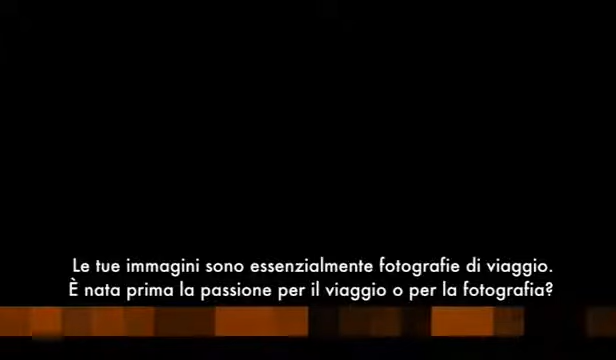 Le tue immagini sono essenzialmente fotografie di viaggio.
È nata prima la passione per il viaggio o per la fotografia?